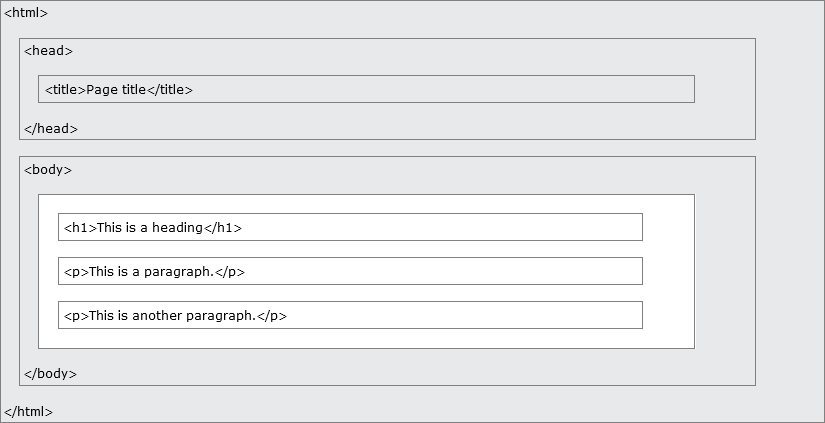 <html>
<head>
<title>Page title</title>
</head>
<body>
<h1>This is a heading</h1>
<p>This is a paragraph.</p>
<p>This is another paragraph.</p>
</body>
</html>